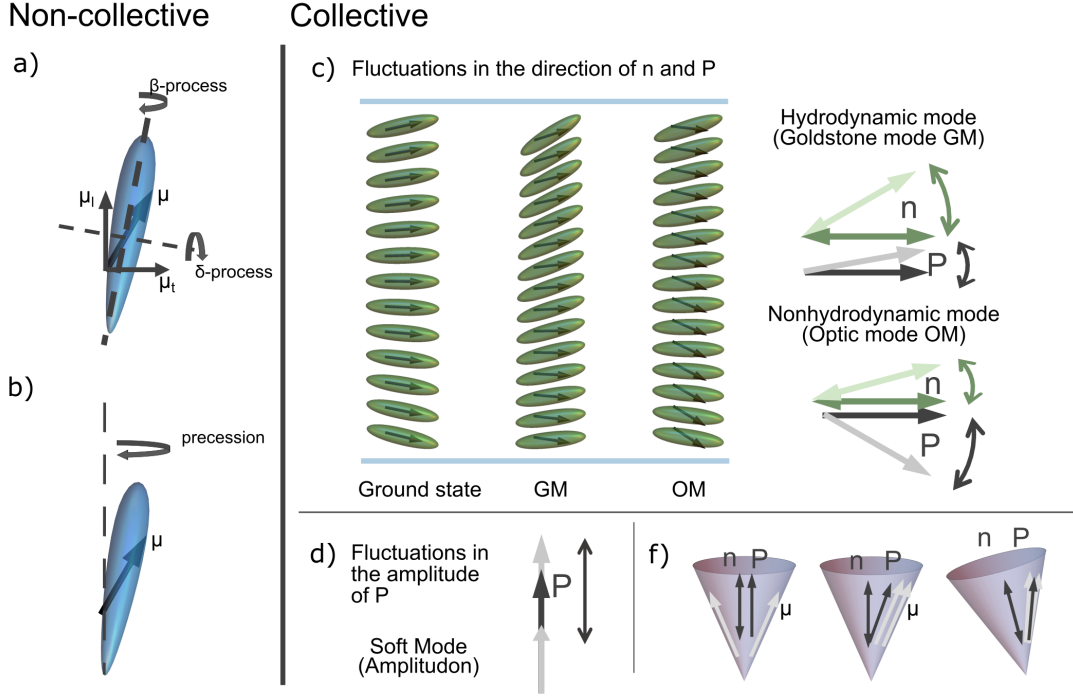 Non-collective
Collective
a)
β-process
μl
μ
μt
δ-process
b)
precession
μ
c) Fluctuations in the direction of n and P
Ground state
GM
OM
Hydrodynamic mode
(Goldstone mode GM)
n
P
Nonhydrodynamic mode
(Optic mode OM)
n
P
d) Fluctuations in
the amplitude
of P
Soft Mode
(Amplitudon)
P
f)
n P
μ
n P
μ
n P